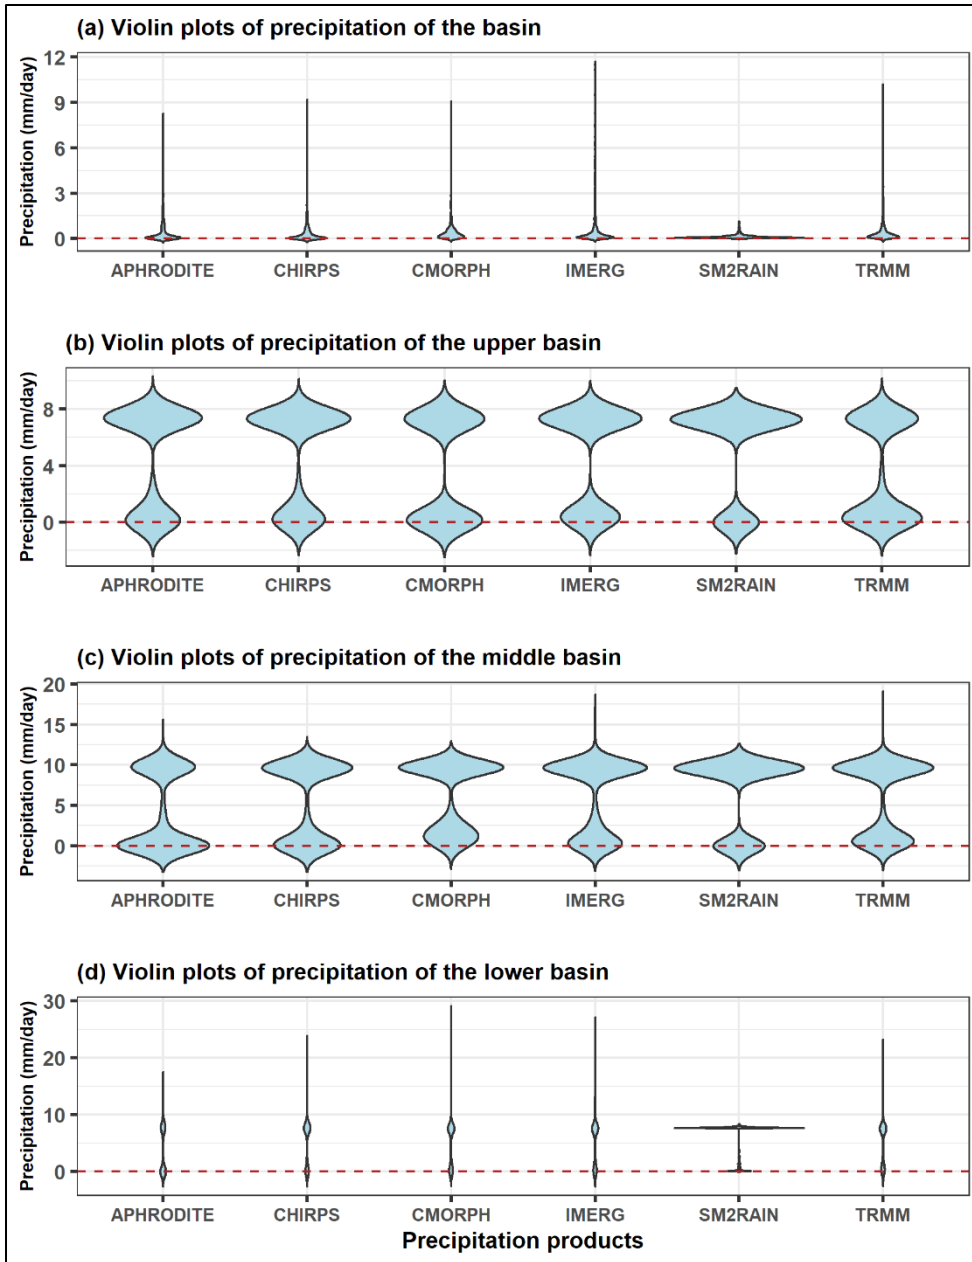 (a) Violin plots of precipitation of the basin
Precipitation (mm/day)
12
9
6
3
0
APHRODITE CHIRPS CMORPH IMERG SM2RAIN TRMM
(b) Violin plots of precipitation of the upper basin
Precipitation (mm/day)
8
4
0
APHRODITE CHIRPS CMORPH IMERG SM2RAIN TRMM
(c) Violin plots of precipitation of the middle basin
Precipitation (mm/day)
20
15
10
5
0
APHRODITE CHIRPS CMORPH IMERG SM2RAIN TRMM
(d) Violin plots of precipitation of the lower basin
Precipitation (mm/day)
30
20
10
0
APHRODITE CHIRPS CMORPH IMERG SM2RAIN TRMM
Precipitation products